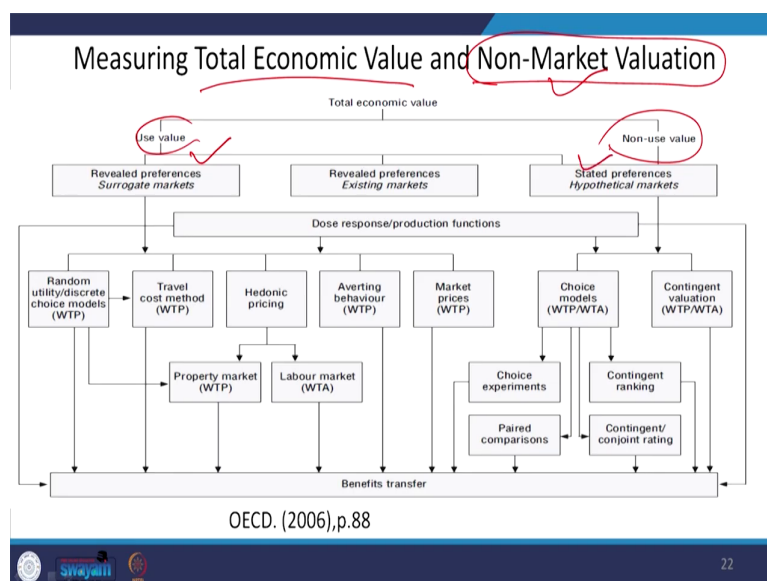 Measuring Total Economic Value and Non-Market Valuation
Total economic value
Use value
Non-use value
Revealed preferences
Surrogate markets
Revealed preferences
Existing markets
Stated preferences
Hypothetical markets
Dose response/production functions
Random
utility/discrete
choice models
(WTP)
Travel
cost method
(WTP)
Hedonic
pricing
Averting
behaviour
(WTP)
Market
prices
(WTP)
Choice
models
(WTP/WTA)
Contingent
valuation
(WTP/WTA)
Property market
(WTP)
Labour market
(WTA)
Choice
experiments
Contingent
ranking
Paired
comparisons
Contingent/
conjoint rating
Benefits transfer
OECD. (2006),p.88
swayam
22